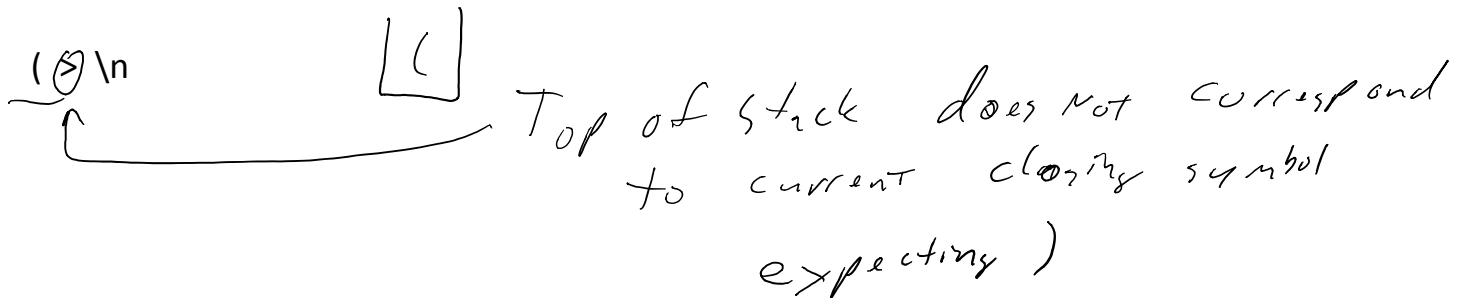 (>\n
(
Top of stack does not correspond
to current closing symbol
expecting )